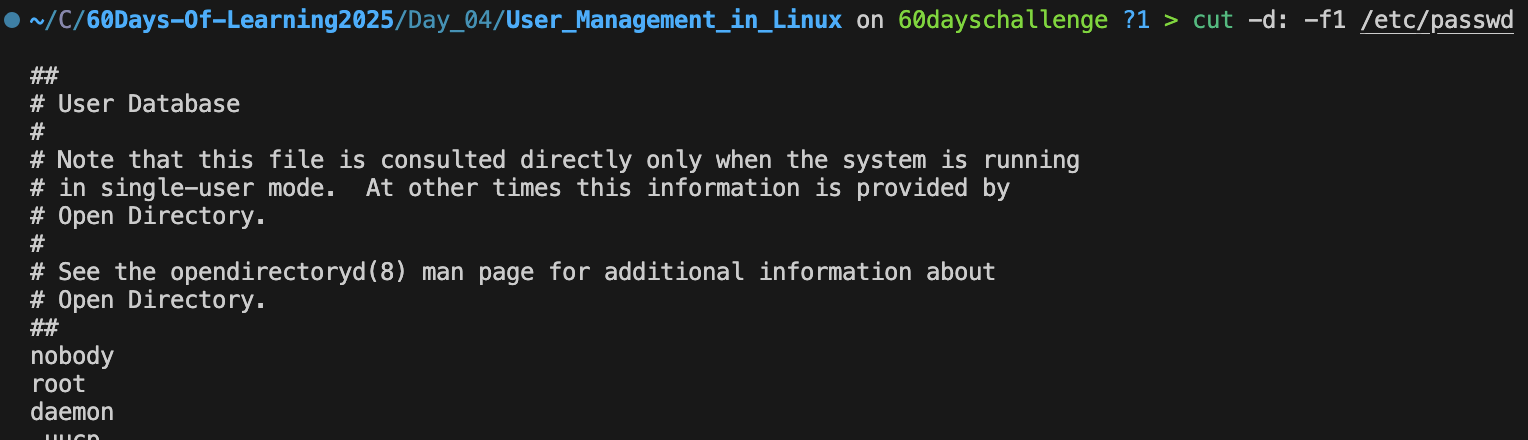 ~/C/60Days-Of-Learning2025/Day_04/User_Management_in_Linux on 60dayschallenge ?1 > cut -d: -f1 /etc/passwd
##
# User Database
#
# Note that this file is consulted directly only when the system is running
# in single-user mode.  At other times this information is provided by
# Open Directory.
#
# See the opendirectoryd(8) man page for additional information about
# Open Directory.
##
nobody
root
daemon